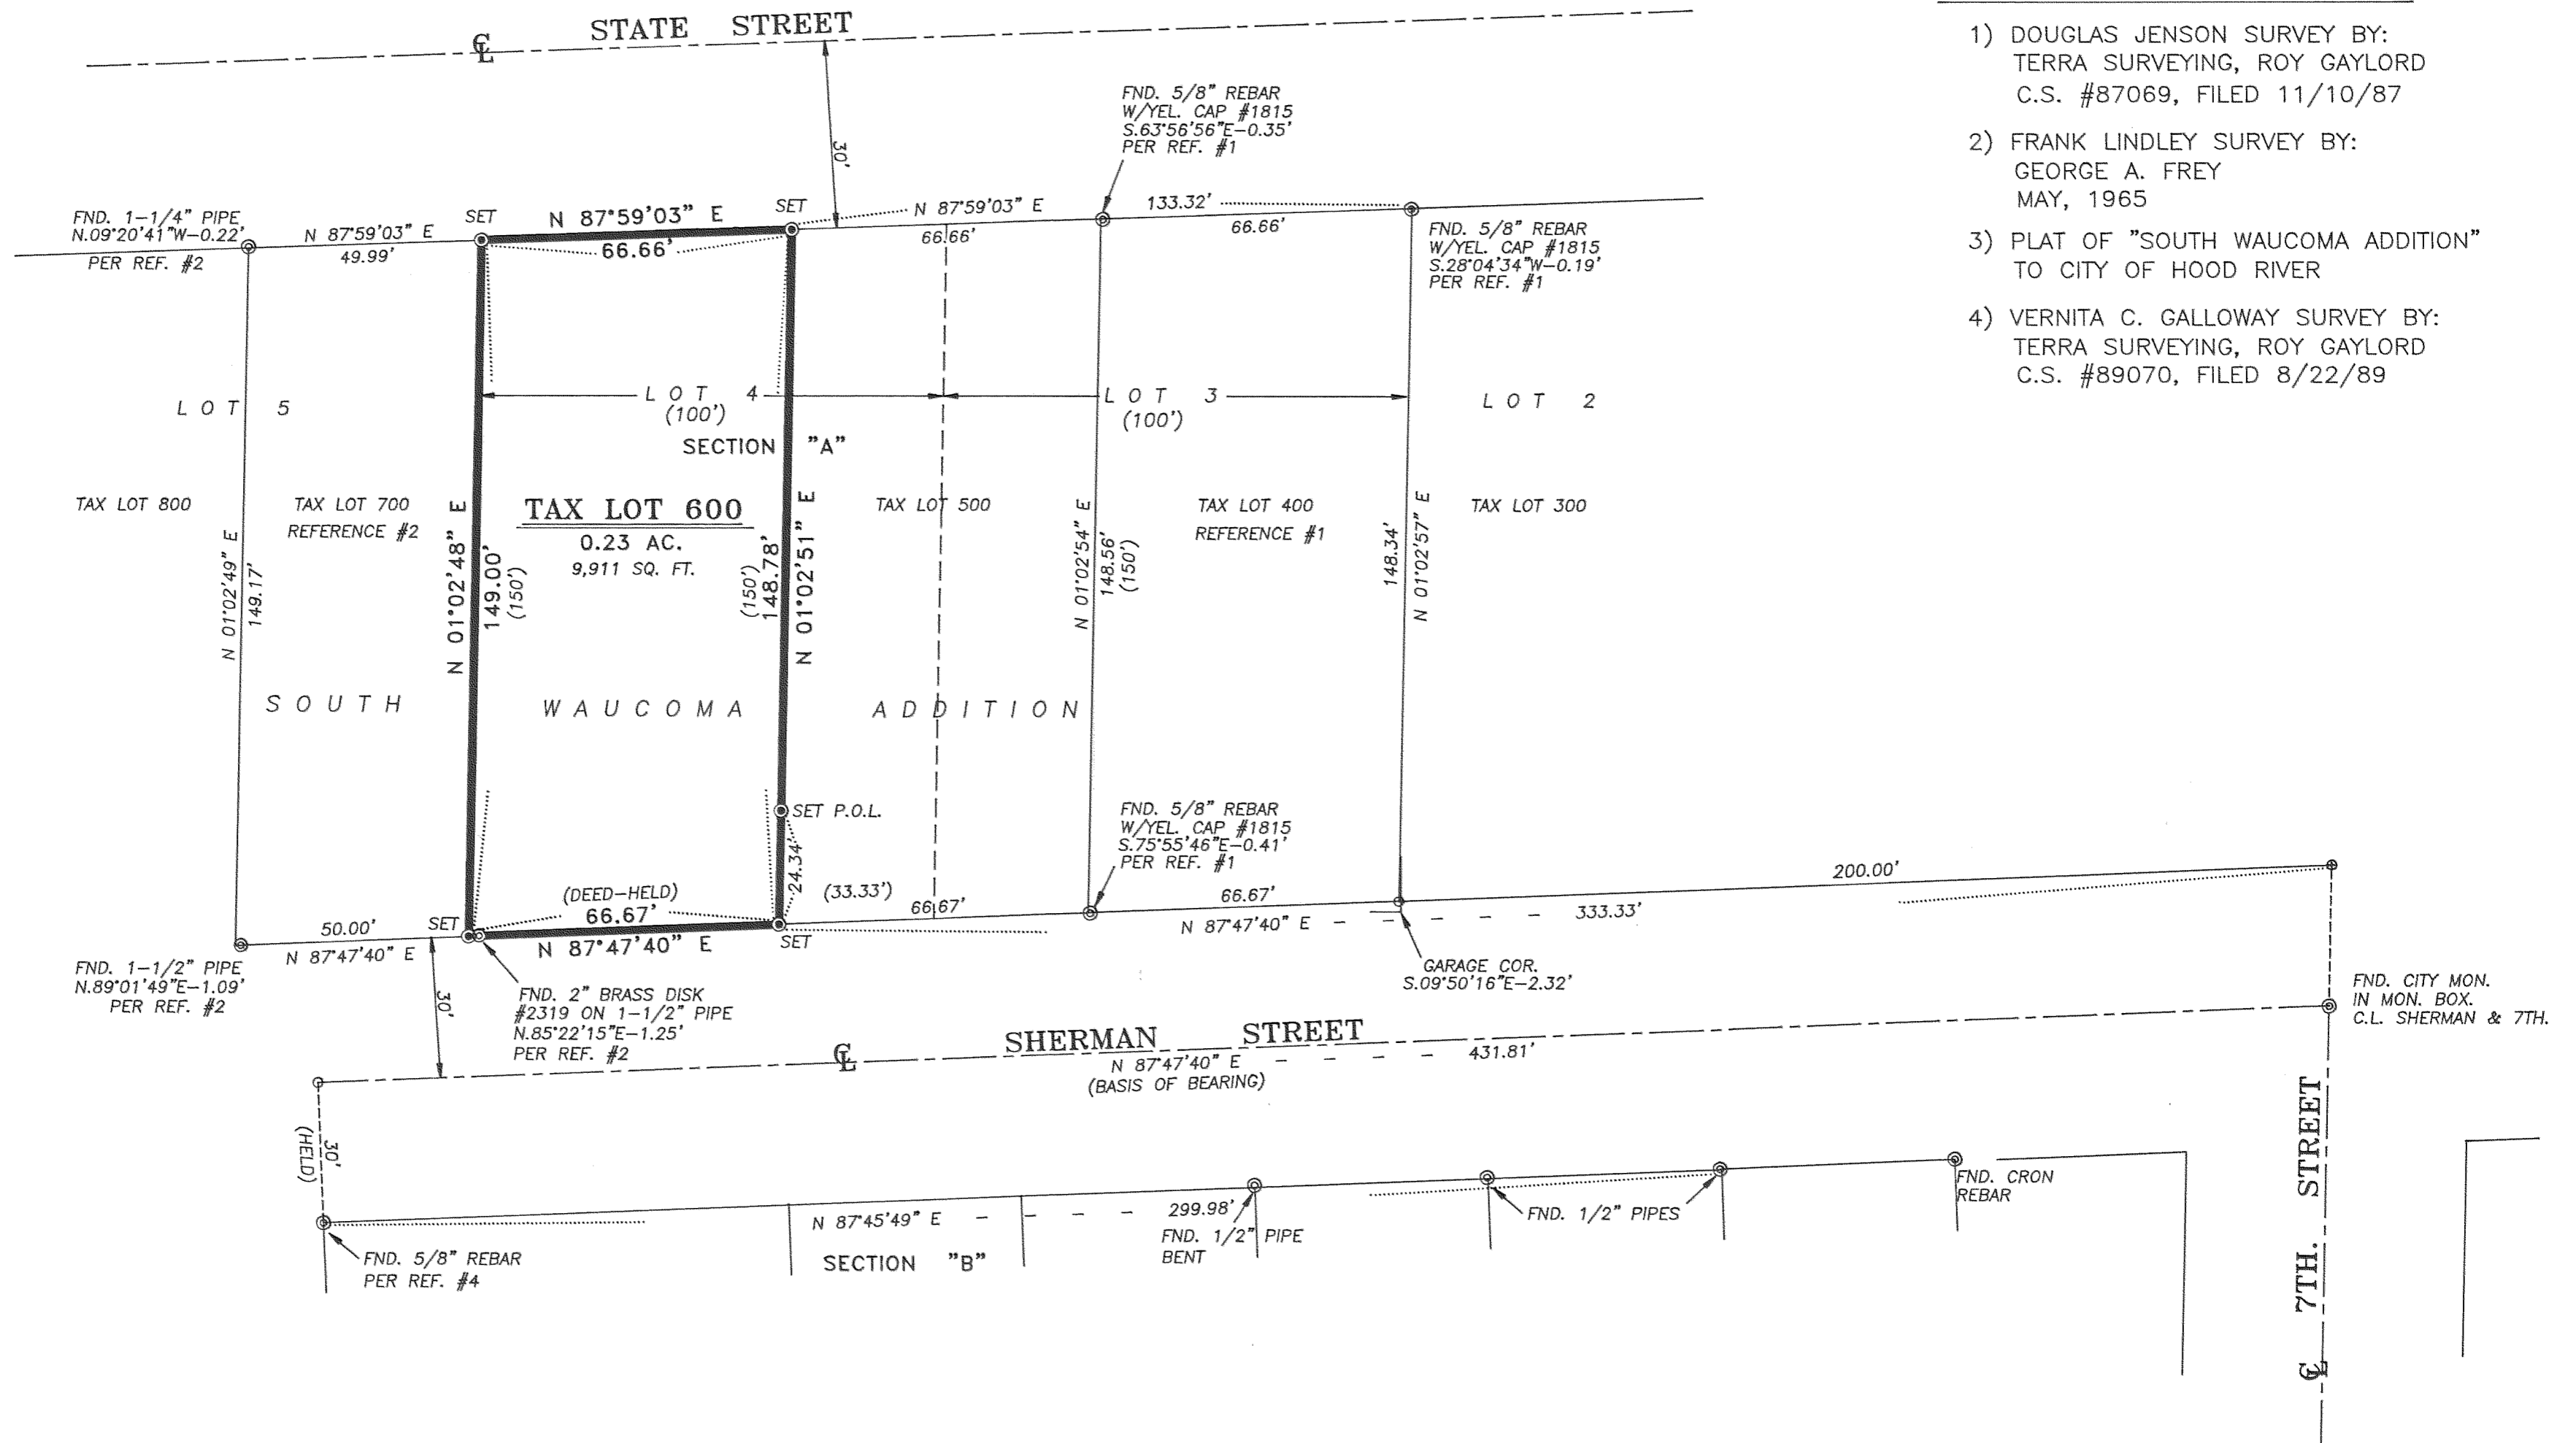 STATE STREET
℄
30'
1) DOUGLAS JENSON SURVEY BY:
TERRA SURVEYING, ROY GAYLORD
C.S. #87069, FILED 11/10/87
2) FRANK LINDLEY SURVEY BY:
GEORGE A. FREY
MAY, 1965
3) PLAT OF "SOUTH WAUCOMA ADDITION"
TO CITY OF HOOD RIVER
4) VERNITA C. GALLOWAY SURVEY BY:
TERRA SURVEYING, ROY GAYLORD
C.S. #89070, FILED 8/22/89
FND. 5/8" REBAR
W/YEL. CAP #1815
S.63°56'56"E-0.35'
PER REF. #1
FND. 1-1/4" PIPE
N.09°20'41"W-0.22'
PER REF. #2
N 87°59'03" E
49.99'
SET
N 87°59'03" E
66.66'
SET
N 87°59'03" E
66.66'
133.32'
66.66'
FND. 5/8" REBAR
W/YEL. CAP #1815
S.28°04'34"W-0.19'
PER REF. #1
LOT 5
LOT 4
(100')
LOT 3
(100')
LOT 2
SECTION "A"
TAX LOT 800
TAX LOT 700
REFERENCE #2
TAX LOT 600
0.23 AC.
9,911 SQ. FT.
TAX LOT 500
TAX LOT 400
REFERENCE #1
TAX LOT 300
N 01°02'49" E
149.17'
N 01°02'48" E
149.00'
(150')
(150')
148.78'
N 01°02'51" E
N 01°02'54" E
148.56'
(150')
148.34'
N 01°02'57" E
SOUTH WAUCOMA ADDITION
SET P.O.L.
24.34'
FND. 5/8" REBAR
W/YEL. CAP #1815
S.75°55'46"E-0.41'
PER REF. #1
(DEED-HELD)
66.67'
N 87°47'40" E
(33.33')
66.67'
66.67'
N 87°47'40" E
333.33'
200.00'
50.00'
N 87°47'40" E
SET
SET
FND. 1-1/2" PIPE
N.89°01'49"E-1.09'
PER REF. #2
30'
FND. 2" BRASS DISK
#2319 ON 1-1/2" PIPE
N.85°22'15"E-1.25'
PER REF. #2
GARAGE COR.
S.09°50'16"E-2.32'
FND. CITY MON.
IN MON. BOX.
C.L. SHERMAN & 7TH.
SHERMAN STREET
℄
N 87°47'40" E
431.81'
(BASIS OF BEARING)
30'
(HELD)
N 87°45'49" E
299.98'
SECTION "B"
FND. 5/8" REBAR
PER REF. #4
FND. 1/2" PIPE
BENT
FND. 1/2" PIPES
FND. CRON
REBAR
℄ 7TH. STREET